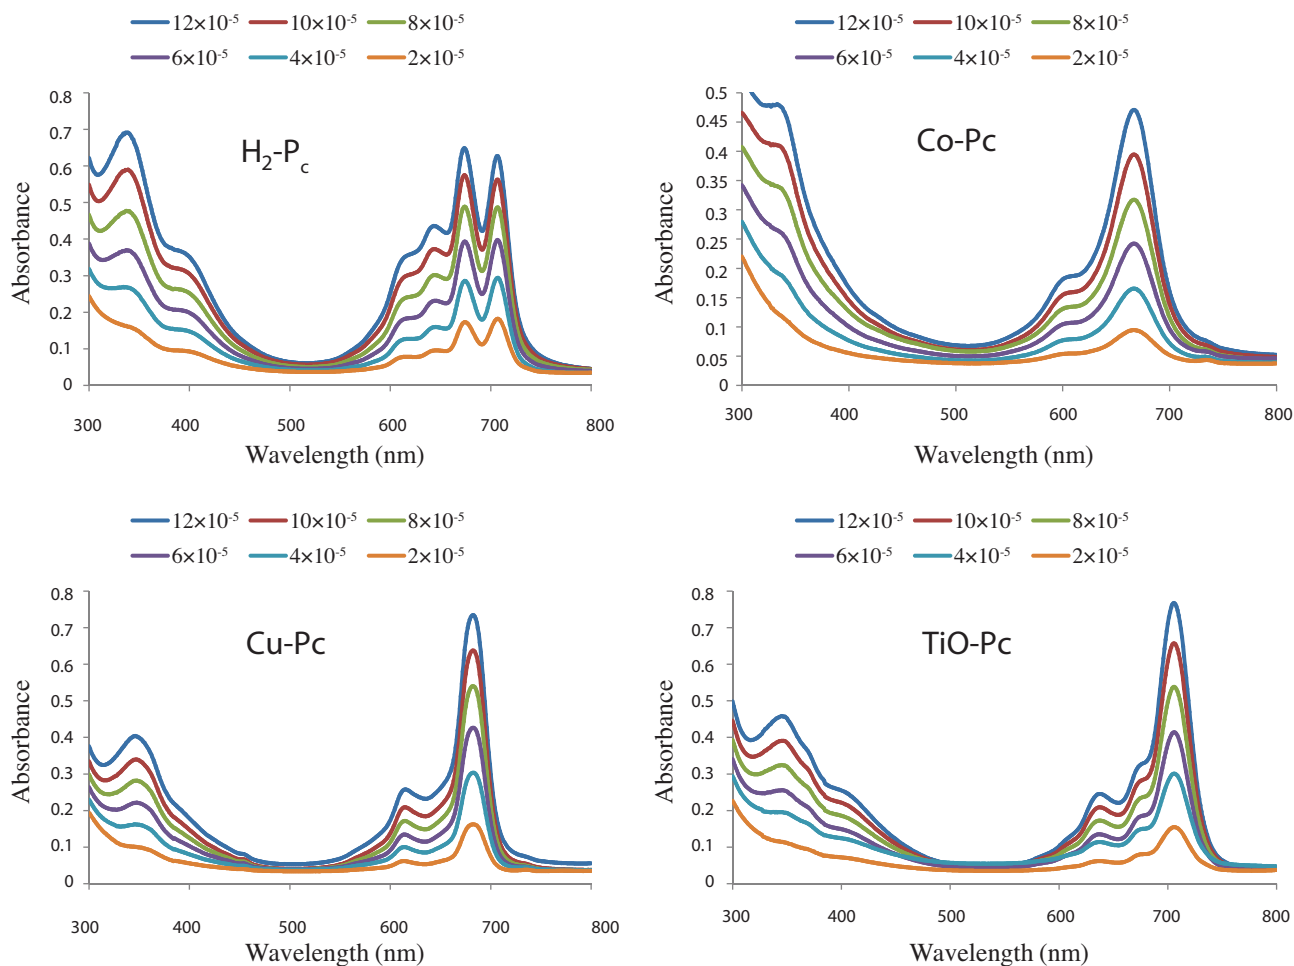 12×10⁻⁵ 10×10⁻⁵ 8×10⁻⁵
6×10⁻⁵ 4×10⁻⁵ 2×10⁻⁵
H₂-P꜀
Absorbance
0.8
0.7
0.6
0.5
0.4
0.3
0.2
0.1
0
300 400 500 600 700 800
Wavelength (nm)
12×10⁻⁵ 10×10⁻⁵ 8×10⁻⁵
6×10⁻⁵ 4×10⁻⁵ 2×10⁻⁵
Co-Pc
Absorbance
0.5
0.45
0.4
0.35
0.3
0.25
0.2
0.15
0.1
0.05
0
300 400 500 600 700 800
Wavelength (nm)
12×10⁻⁵ 10×10⁻⁵ 8×10⁻⁵
6×10⁻⁵ 4×10⁻⁵ 2×10⁻⁵
Cu-Pc
Absorbance
0.8
0.7
0.6
0.5
0.4
0.3
0.2
0.1
0
300 400 500 600 700 800
Wavelength (nm)
12×10⁻⁵ 10×10⁻⁵ 8×10⁻⁵
6×10⁻⁵ 4×10⁻⁵ 2×10⁻⁵
TiO-Pc
Absorbance
0.8
0.7
0.6
0.5
0.4
0.3
0.2
0.1
0
300 400 500 600 700 800
Wavelength (nm)